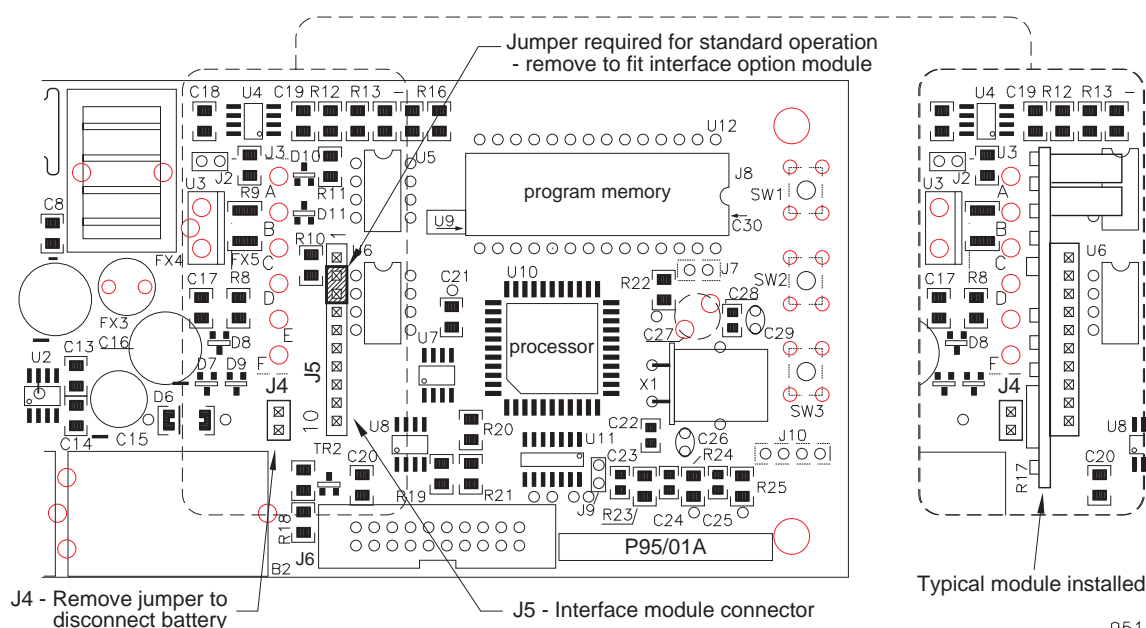 Jumper required for standard operation
- remove to fit interface option module
C18
U4
C19 R12 R13 – R16
U12
J3
D10
U5
J2
R11
U3
R9
A
D11
program memory
J8
SW1
U9
C30
C8
B
R10
1
U6
FX4
FX5
C
J7
SW2
C17
R8
D
C21
U10
R22
C28
FX3
E
C27
C29
C16
D8
U7
processor
U2
C13
F
D7 D9
J5
X1
J4
D6
SW3
10
U8
R20
C22
C26
J10
C14
C15
TR2
C20
U11
C23
R24
R19
R21
J9
R25
R18
R23
C24
C25
J6
P95/01A
B2
J4 - Remove jumper to
disconnect battery
J5 - Interface module connector
U4
C19 R12 R13 –
U3
J2
U3
R9
A
B
U6
C
C17
R8
D
D8
F
J4
U8
R17
C20
Typical module installed
951